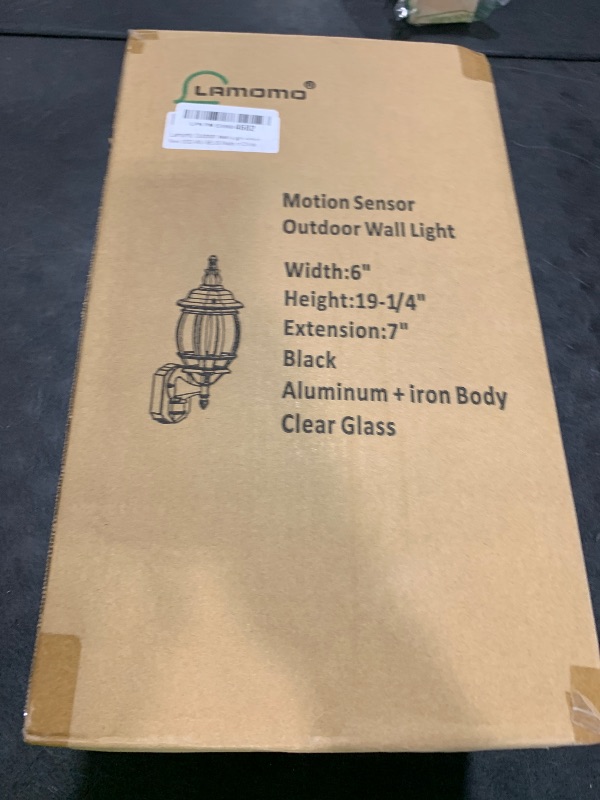 LAMOMO®
Motion Sensor
Outdoor Wall Light
Width:6"
Height:19-1/4"
Extension:7"
Black
Aluminum + iron Body
Clear Glass